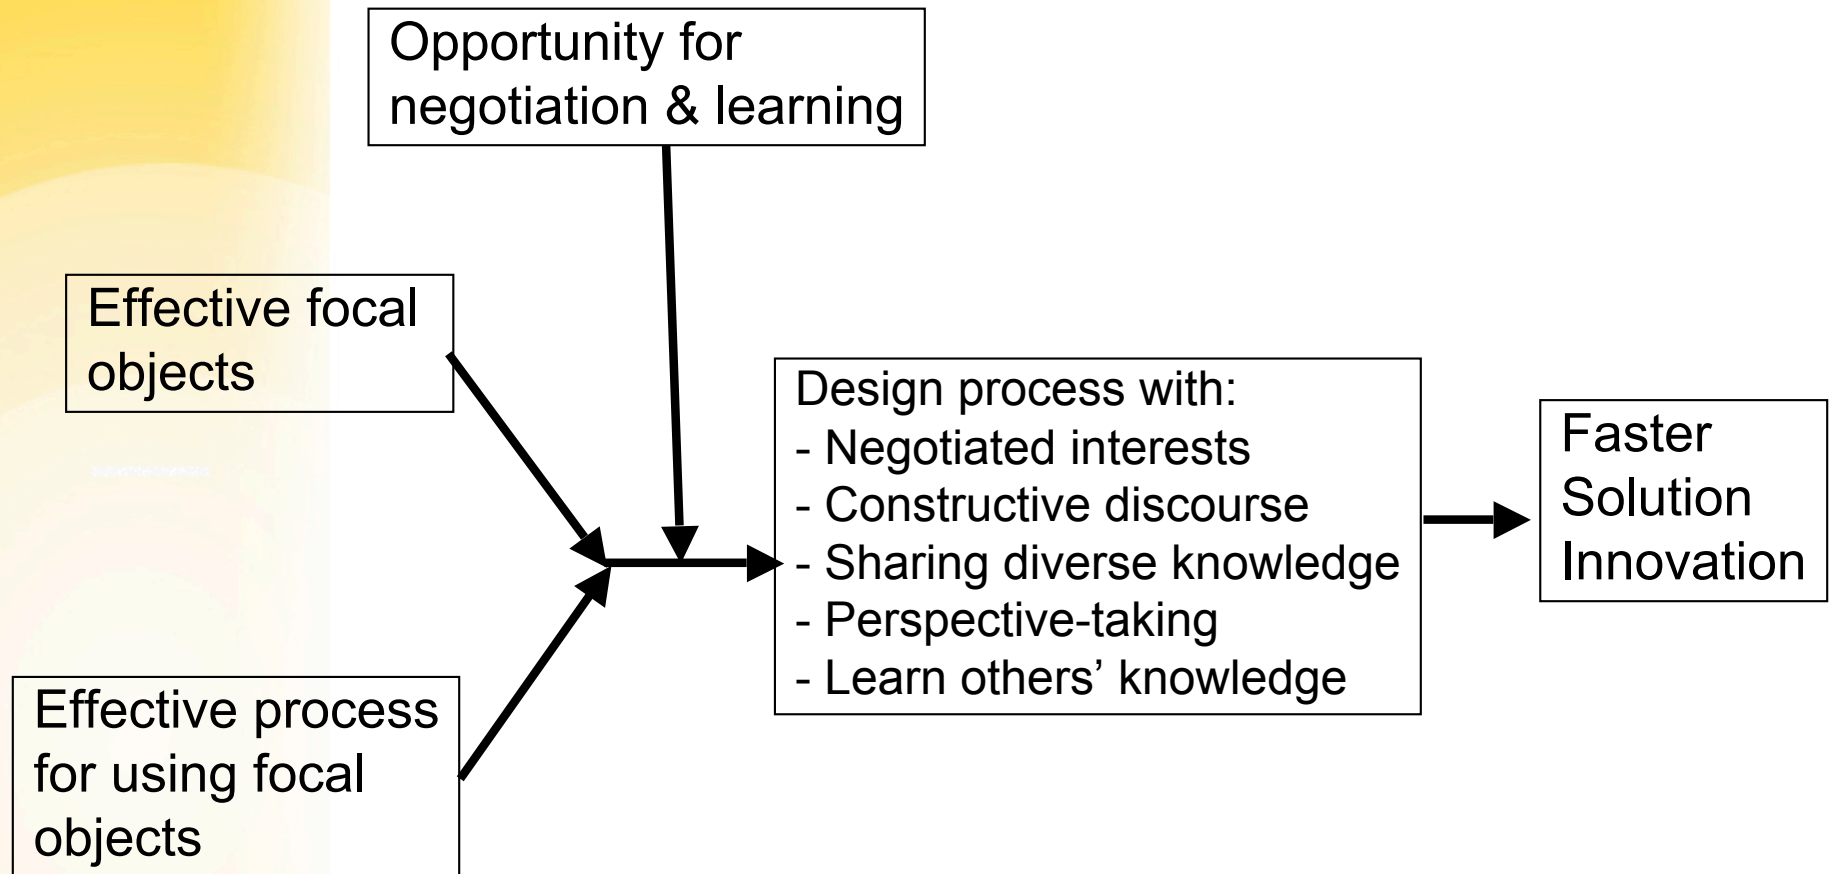 Opportunity for
negotiation & learning
Effective focal
objects
Effective process
for using focal
objects
Design process with:
- Negotiated interests
- Constructive discourse
- Sharing diverse knowledge
- Perspective-taking
- Learn others’ knowledge
Faster
Solution
Innovation